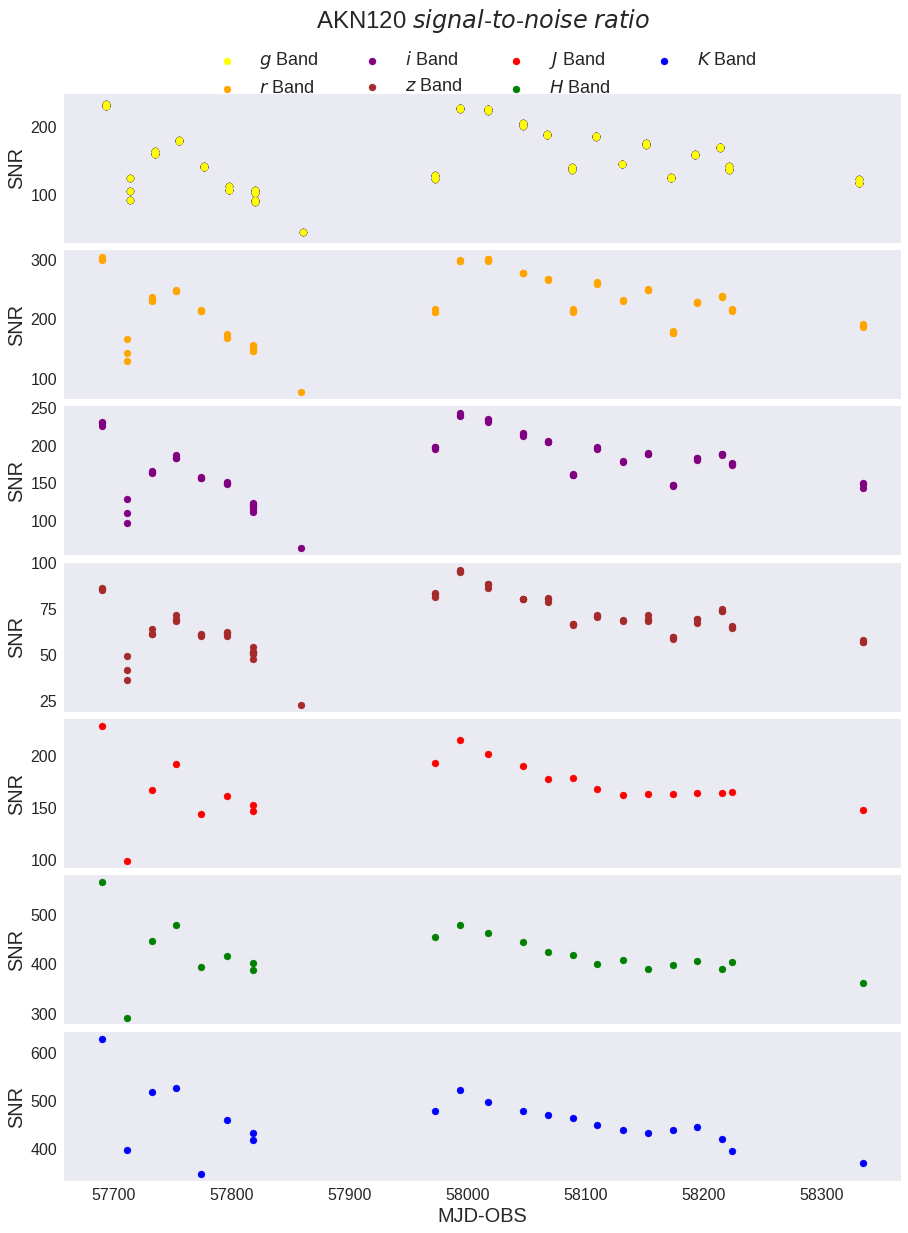 AKN120 signal-to-noise ratio
g Band i Band J Band K Band
r Band z Band H Band
200
SNR
100
300
SNR
200
100
250
200
SNR
150
100
100
75
SNR
50
25
200
SNR
150
100
500
SNR
400
300
600
SNR
500
400
57700 57800 57900 58000 58100 58200 58300
MJD-OBS